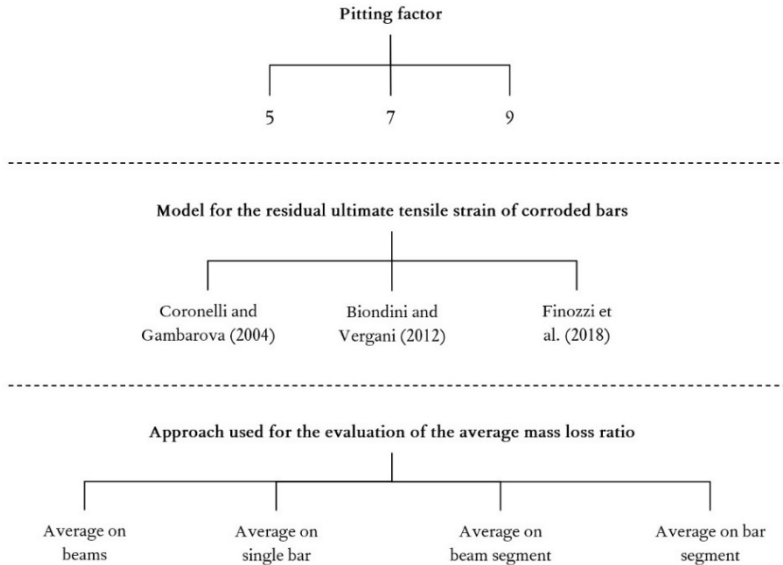 Pitting factor
5 7 9
Model for the residual ultimate tensile strain of corroded bars
Coronelli and
Gambarova (2004)
Biondini and
Vergani (2012)
Finozzi et
al. (2018)
Approach used for the evaluation of the average mass loss ratio
Average on
beams
Average on
single bar
Average on
beam segment
Average on bar
segment